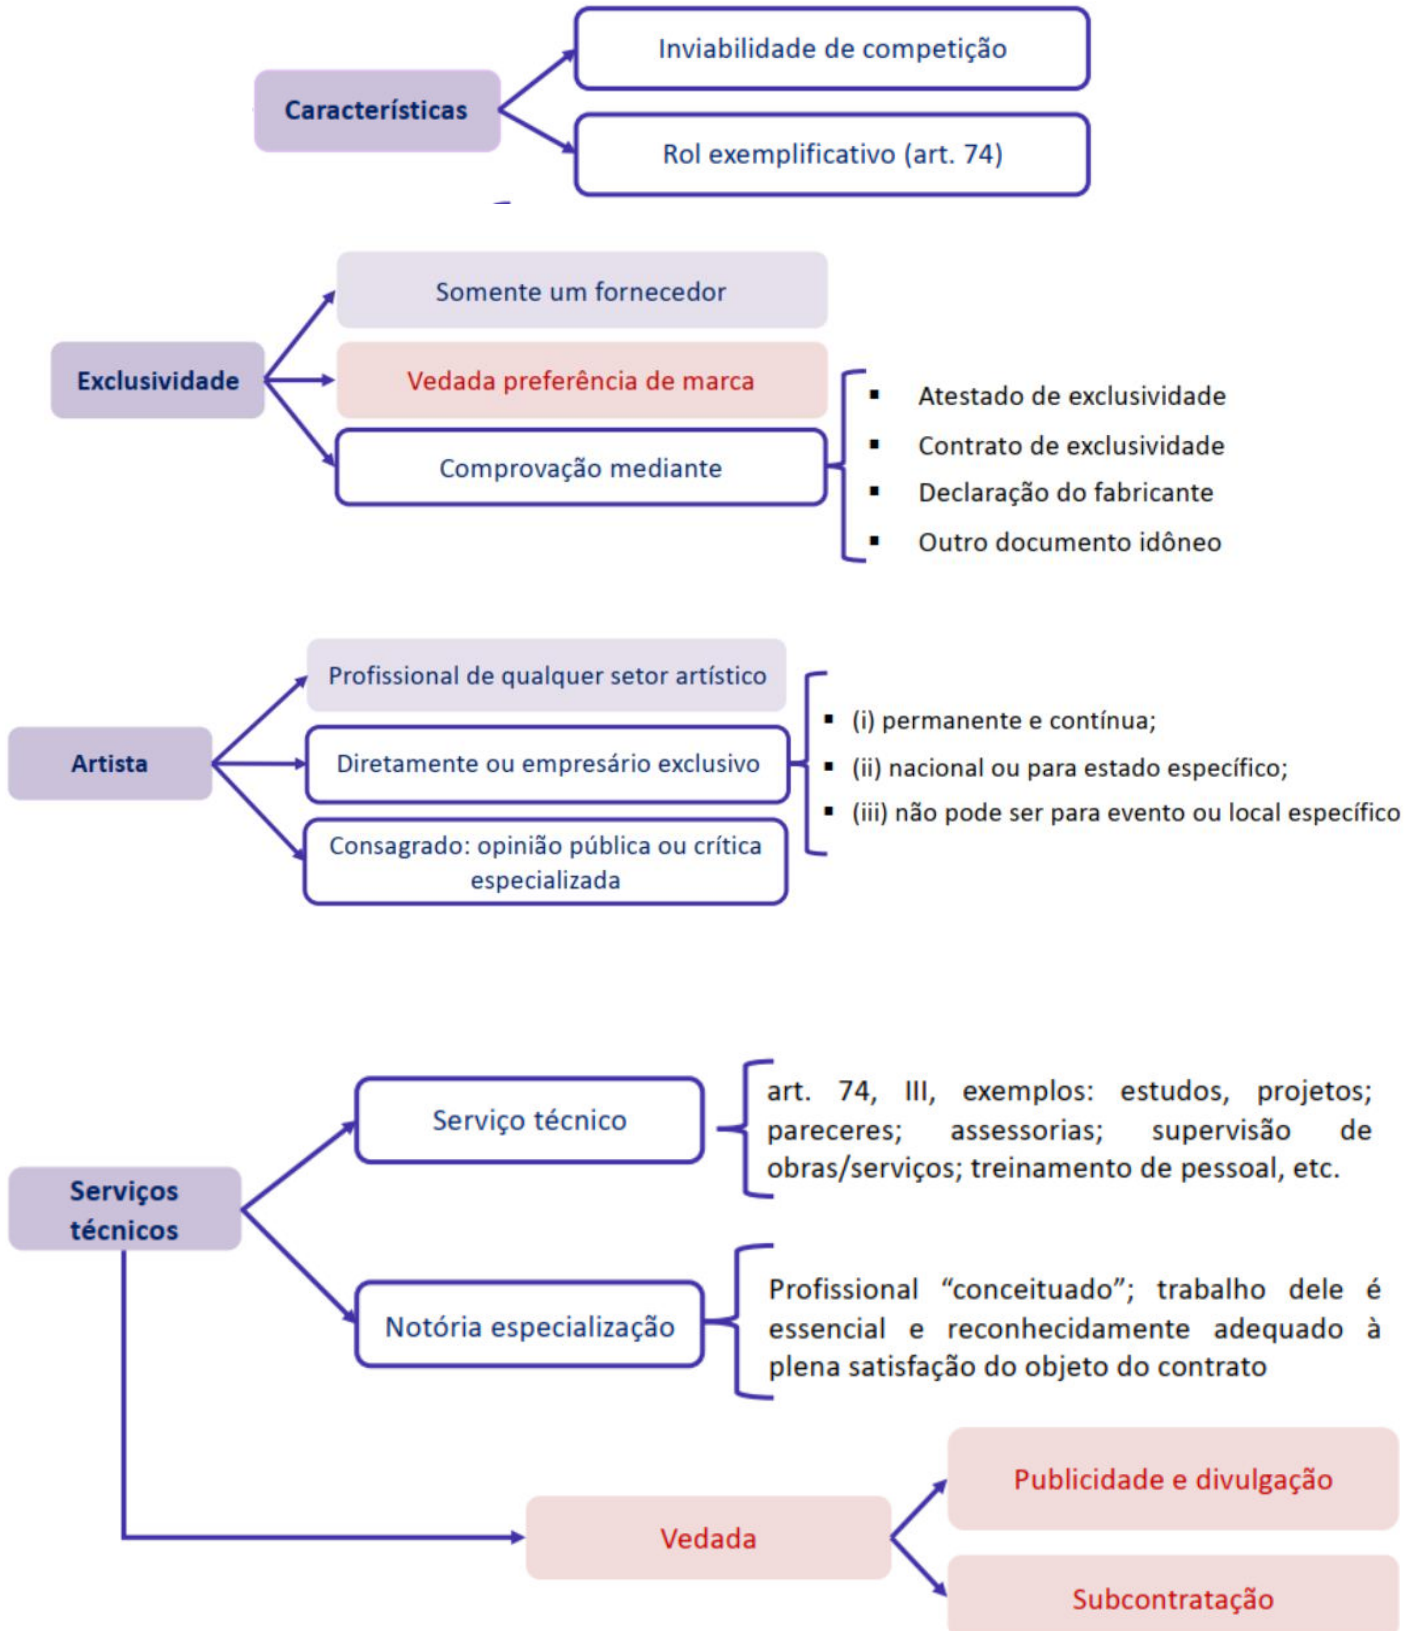 Características
Inviabilidade de competição
Rol exemplificativo (art. 74)
Exclusividade
Somente um fornecedor
Vedada preferência de marca
Comprovação mediante
▪ Atestado de exclusividade
▪ Contrato de exclusividade
▪ Declaração do fabricante
▪ Outro documento idôneo
Artista
Profissional de qualquer setor artístico
Diretamente ou empresário exclusivo
▪ (i) permanente e contínua;
▪ (ii) nacional ou para estado específico;
▪ (iii) não pode ser para evento ou local específico
Consagrado: opinião pública ou crítica
especializada
Serviços
técnicos
Serviço técnico
art. 74, III, exemplos: estudos, projetos;
pareceres; assessorias; supervisão de
obras/serviços; treinamento de pessoal, etc.
Notória especialização
Profissional “conceituado”; trabalho dele é
essencial e reconhecidamente adequado à
plena satisfação do objeto do contrato
Vedada
Publicidade e divulgação
Subcontratação